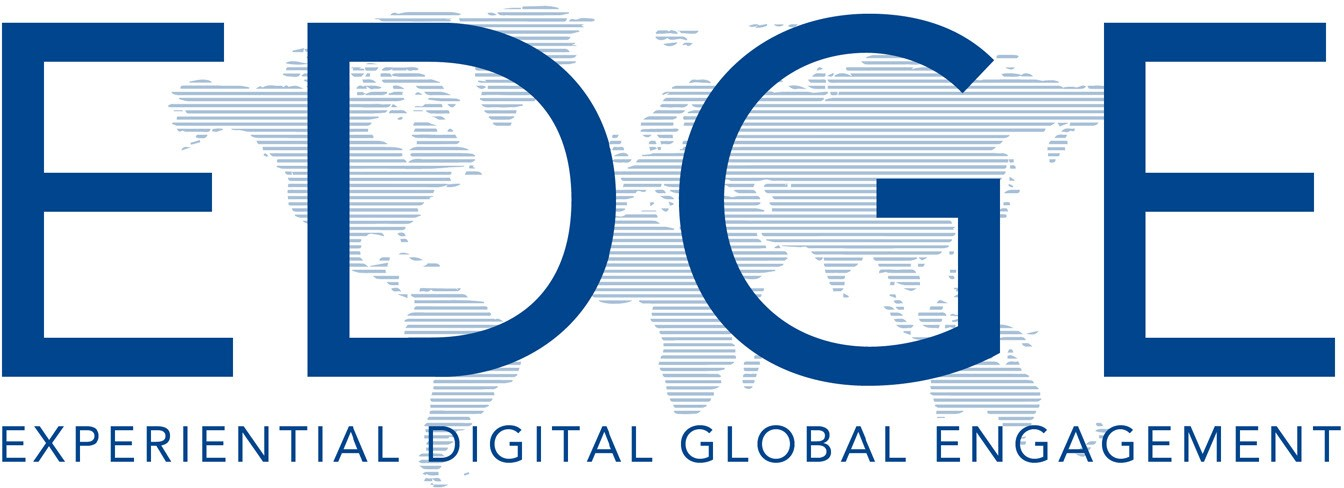 EDGE
EXPERIENTIAL DIGITAL GLOBAL ENGAGEMENT